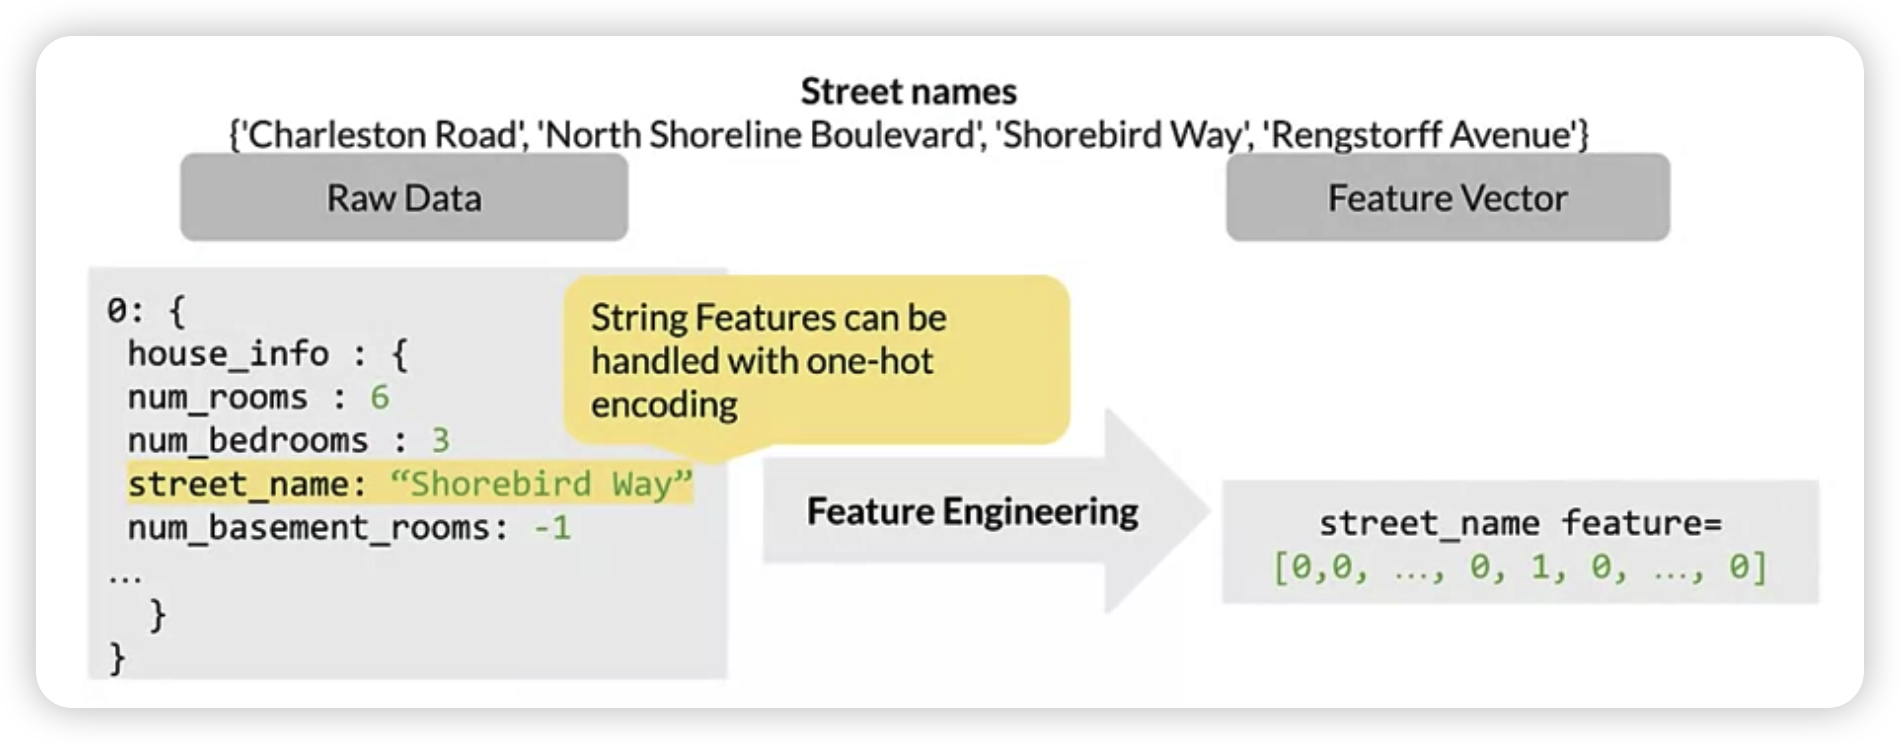 Street names
{'Charleston Road', 'North Shoreline Boulevard', 'Shorebird Way', 'Rengstorff Avenue'}
Raw Data
Feature Vector
0: {
house_info : {
num_rooms : 6
num_bedrooms : 3
street_name: “Shorebird Way”
num_basement_rooms: -1
...
}
}
String Features can be
handled with one-hot
encoding
Feature Engineering
street_name feature=
[0,0, ..., 0, 1, 0, ..., 0]